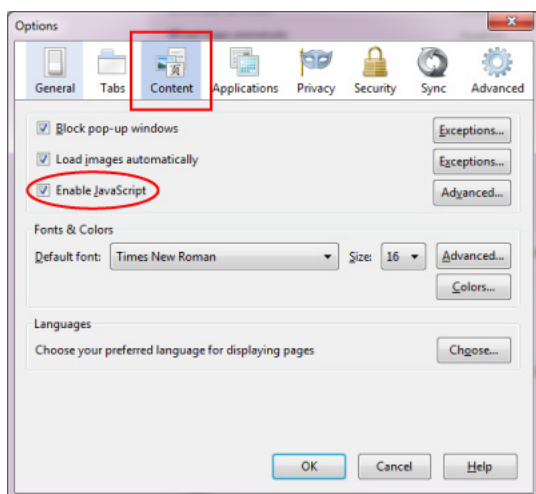 Options
General Tabs Content Applications Privacy Security Sync Advanced
Block pop-up windows Exceptions...
Load images automatically Exceptions...
Enable JavaScript Advanced...
Fonts & Colors
Default font: Times New Roman Size: 16 Advanced...
Colors...
Languages
Choose your preferred language for displaying pages Choose...
OK Cancel Help